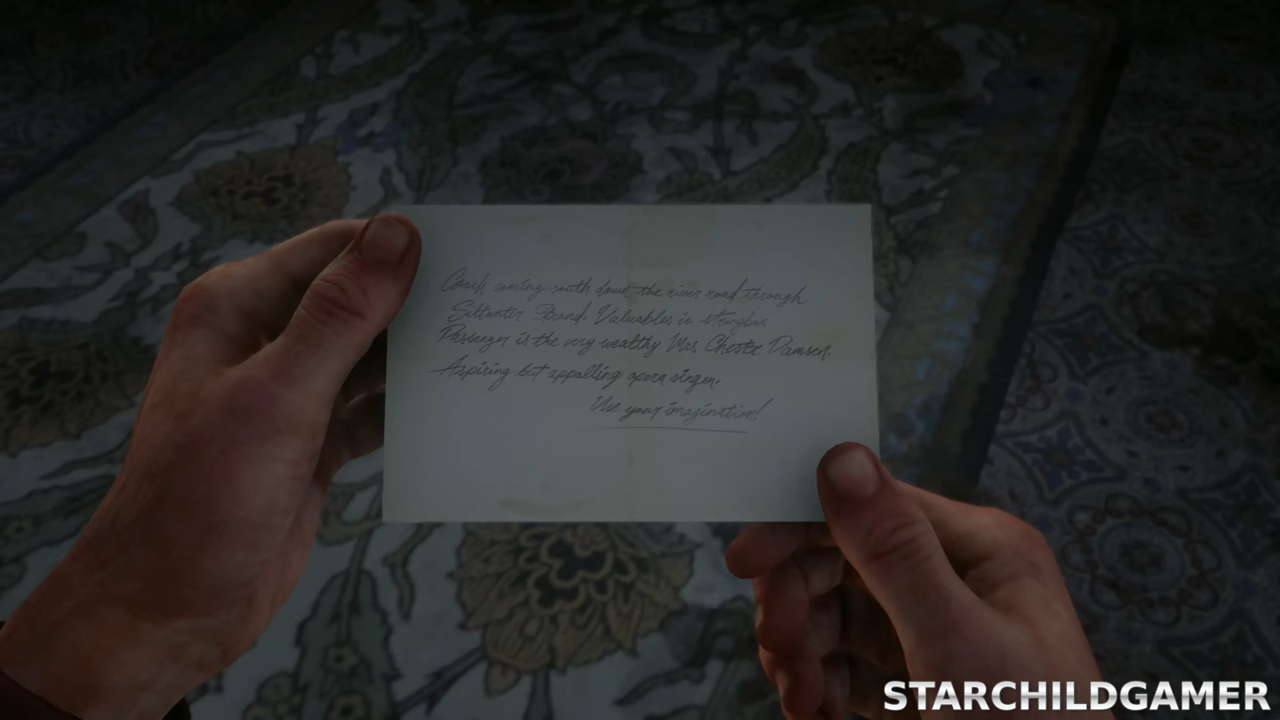 Coach coming south down the river road through
Siltwater Strand. Valuables in strongbox
Passenger is the very wealthy Mrs Chester Damsen.
Aspiring but appalling opera singer.
Use your imagination!
STARCHILDGAMER